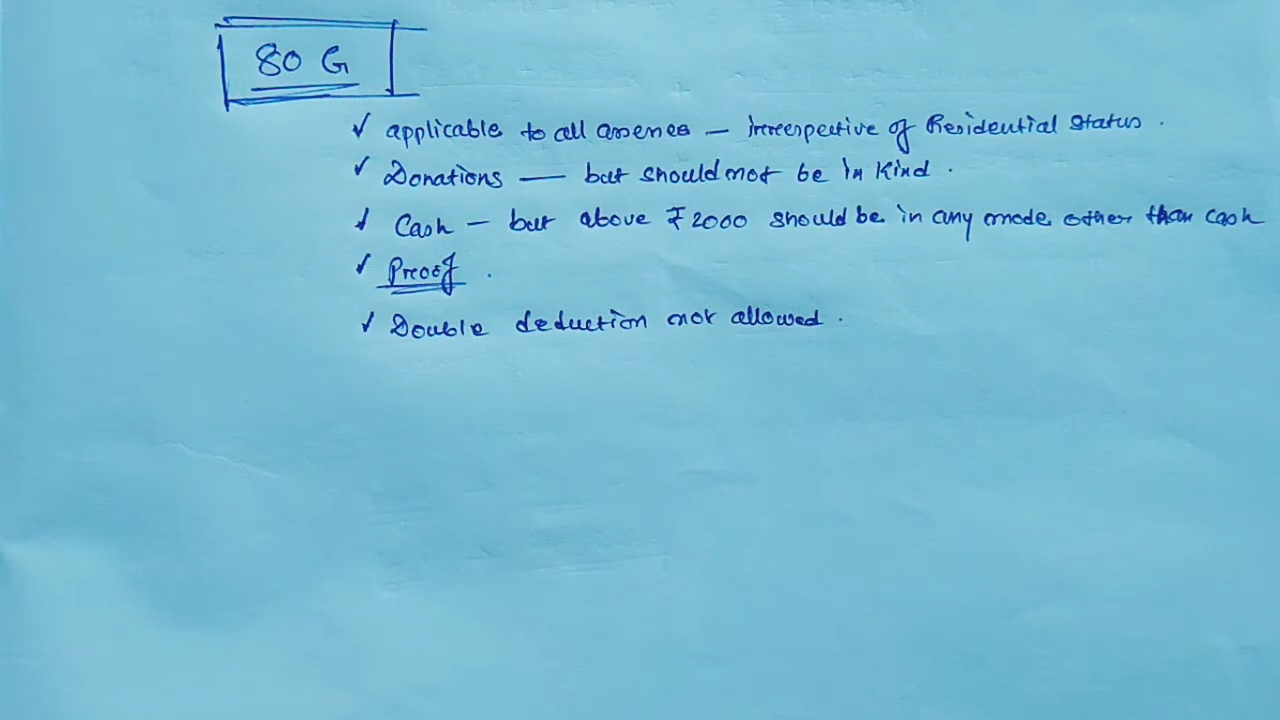 80 G
✓ applicable to all assesses — irrespective of Residential Status .
✓ Donations — but should not be in Kind .
✓ Cash — but above ₹2000 should be in any mode other than cash
✓ Proof .
✓ Double deduction not allowed .